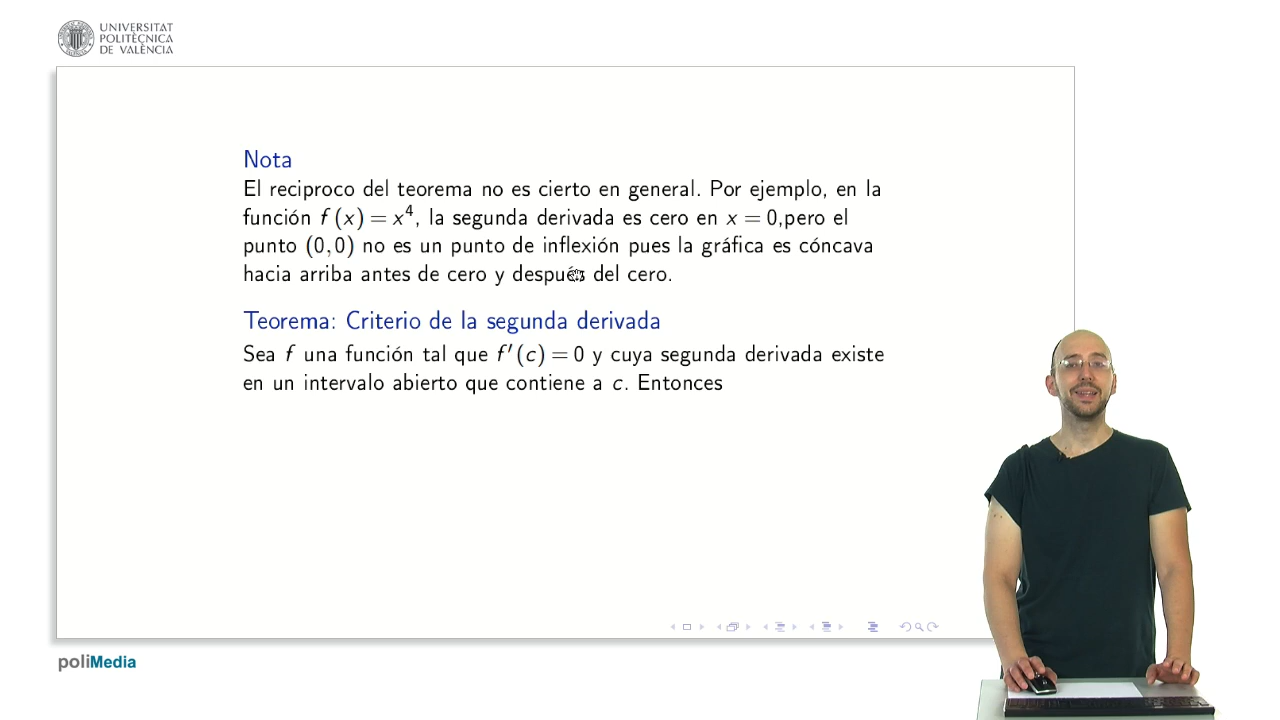 UNIVERSITAT
POLITÈCNICA
DE VALÈNCIA
Nota
El reciproco del teorema no es cierto en general. Por ejemplo, en la
función f (x) = x⁴, la segunda derivada es cero en x = 0,pero el
punto (0,0) no es un punto de inflexión pues la gráfica es cóncava
hacia arriba antes de cero y después del cero.
Teorema: Criterio de la segunda derivada
Sea f una función tal que f′(c) = 0 y cuya segunda derivada existe
en un intervalo abierto que contiene a c. Entonces
poliMedia